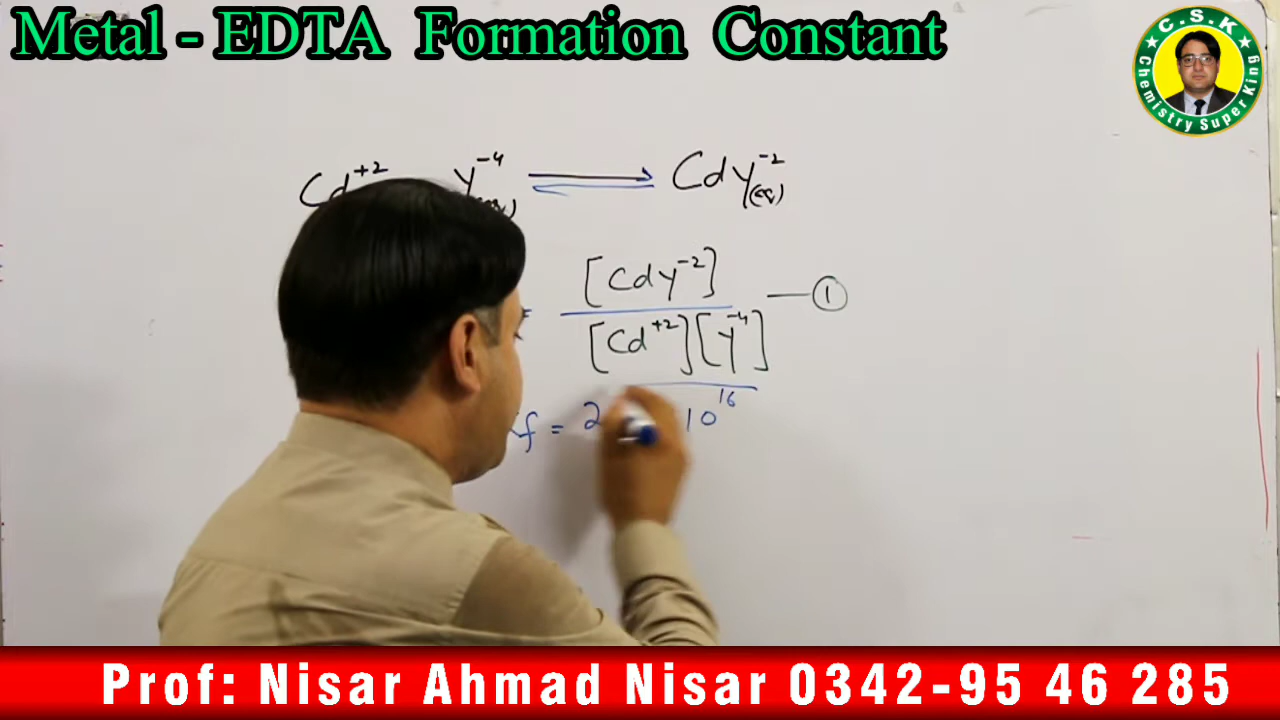 Metal - EDTA Formation Constant
C.S.K
Chemistry Super King
Cd⁺² Y⁻⁴ ⇌ CdY⁻²(aq)
= [CdY⁻²] / [Cd⁺²][Y⁻⁴] — ①
Kf = 2 10¹⁶
Prof: Nisar Ahmad Nisar 0342-95 46 285